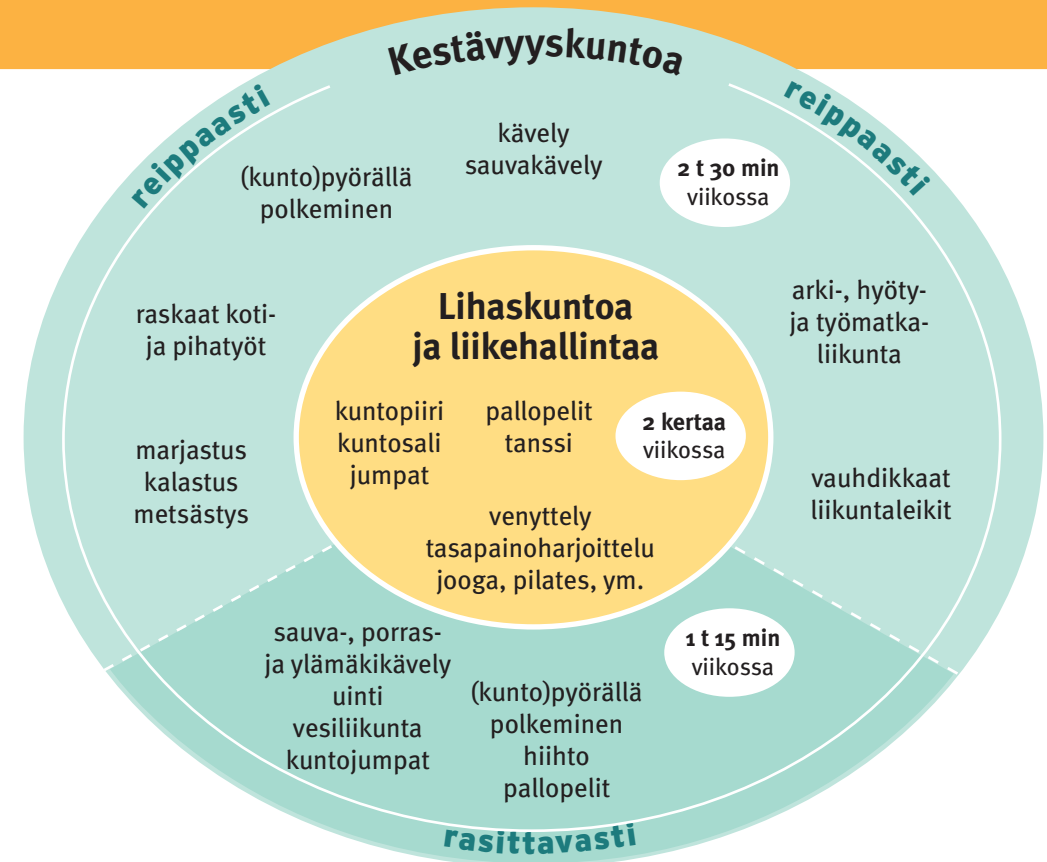 Kestävyyskuntoa
reippaasti
reippaasti
kävely
sauvakävely
2 t 30 min
viikossa
(kunto)pyörällä
polkeminen
arki-, hyöty-
ja työmatka-
liikunta
raskaat koti-
ja pihatyöt
marjastus
kalastus
metsästys
vauhdikkaat
liikuntaleikit
Lihaskuntoa
ja liikehallintaa
kuntopiiri
kuntosali
jumpat
pallopelit
tanssi
2 kertaa
viikossa
venyttely
tasapainoharjoittelu
jooga, pilates, ym.
sauva-, porras-
ja ylämäkikävely
uinti
vesiliikunta
kuntojumpat
(kunto)pyörällä
polkeminen
hiihto
pallopelit
1 t 15 min
viikossa
rasittavasti